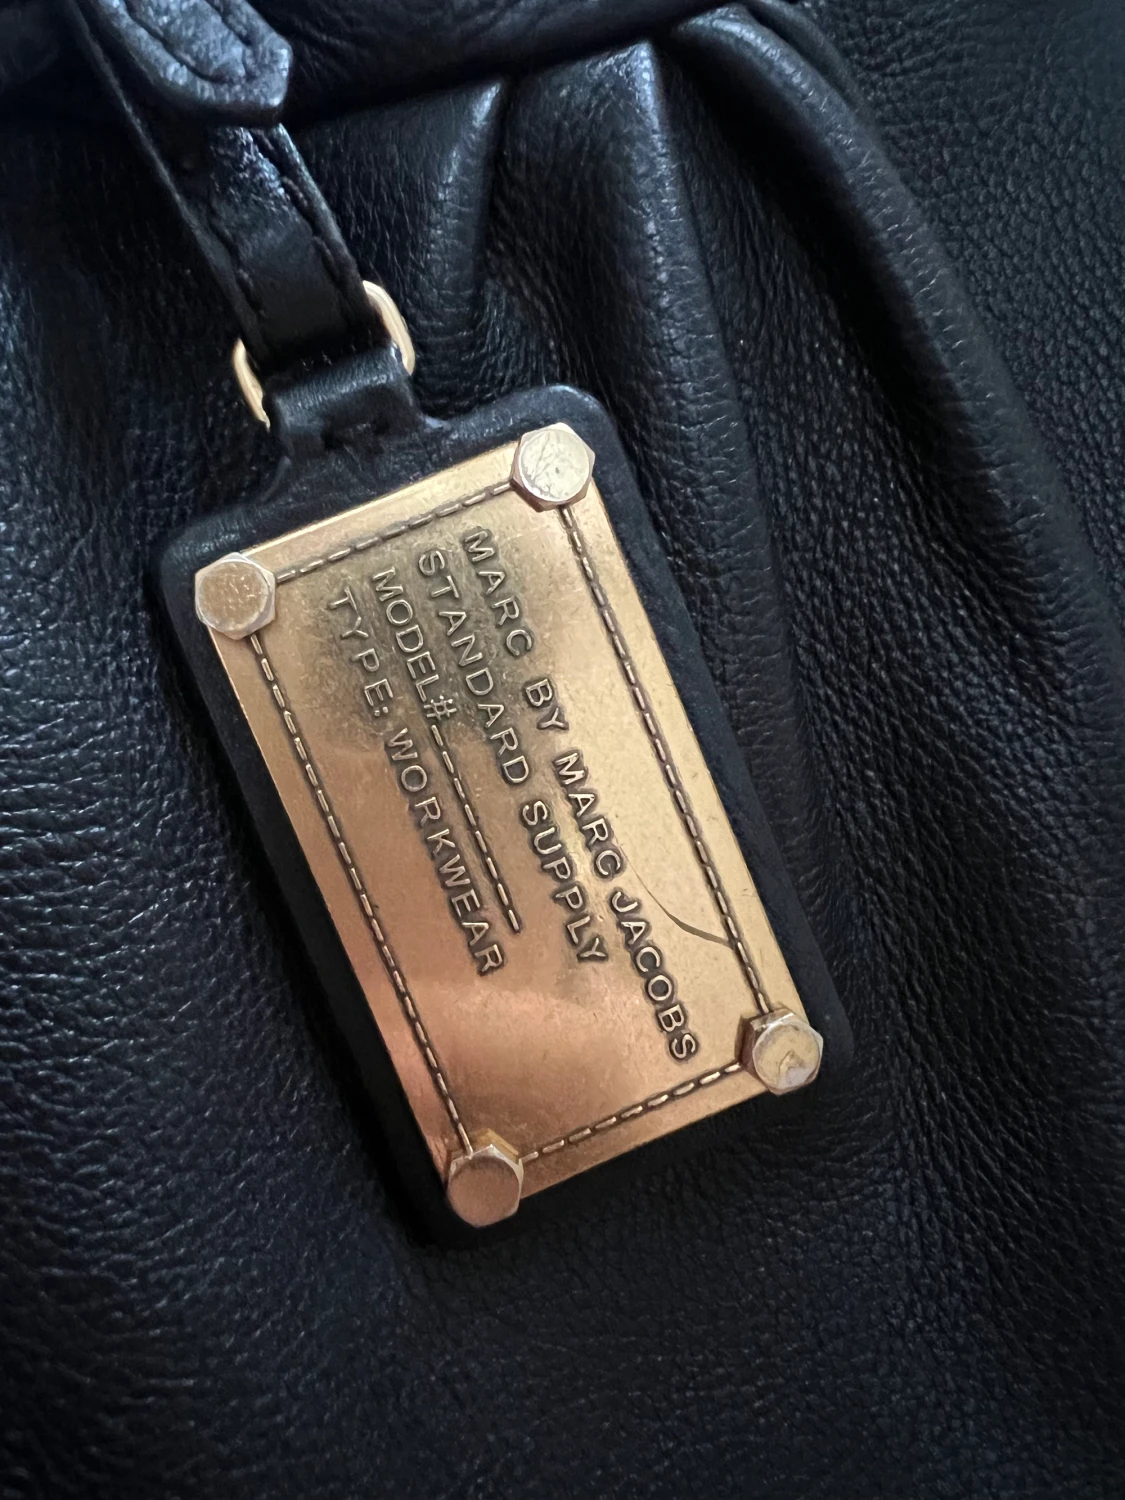 MARC BY MARC JACOBS
STANDARD SUPPLY
MODEL#
TYPE: WORKWEAR